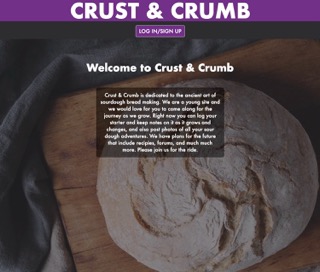 CRUST & CRUMB
LOG IN/SIGN UP
Welcome to Crust & Crumb
Crust & Crumb is dedicated to the ancient art of
sourdough bread making. We are a young site and
we would love for you to come along for the
journey as we grow. Right now you can log your
starter and keep notes on it as it grows and
changes, and also post photos of all your sour
dough adventures. We have plans for the future
that include recipies, forums, and much much
more. Please join us for the ride.